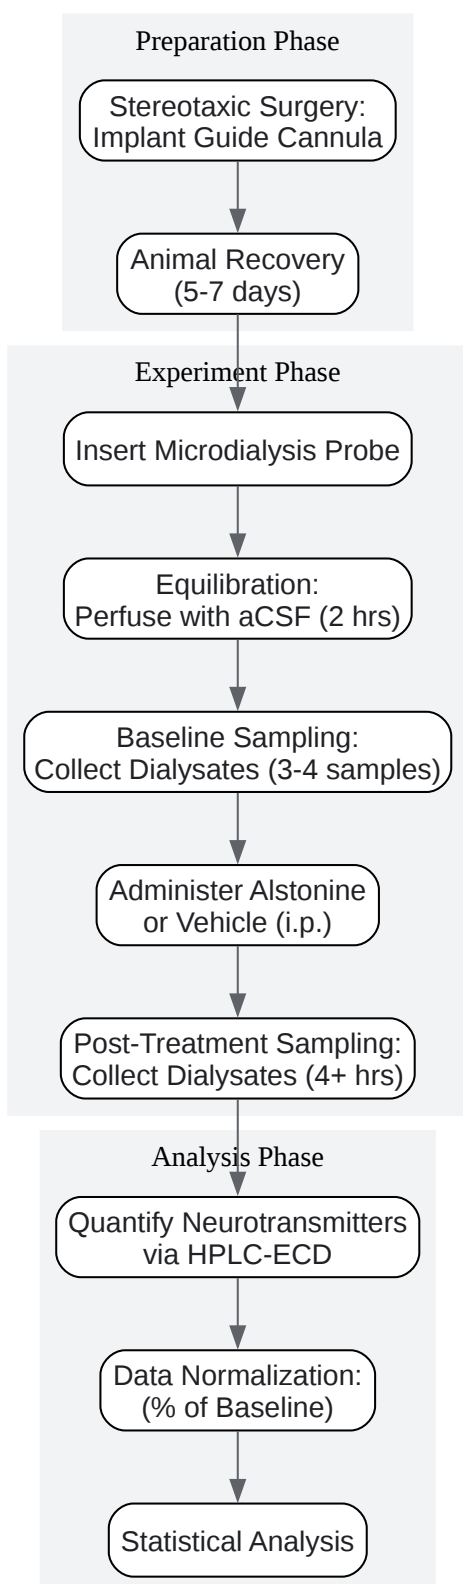 Preparation Phase
Stereotaxic Surgery:
Implant Guide Cannula
Animal Recovery
(5-7 days)
Experiment Phase
Insert Microdialysis Probe
Equilibration:
Perfuse with aCSF (2 hrs)
Baseline Sampling:
Collect Dialysates (3-4 samples)
Administer Alstonine
or Vehicle (i.p.)
Post-Treatment Sampling:
Collect Dialysates (4+ hrs)
Analysis Phase
Quantify Neurotransmitters
via HPLC-ECD
Data Normalization:
(% of Baseline)
Statistical Analysis